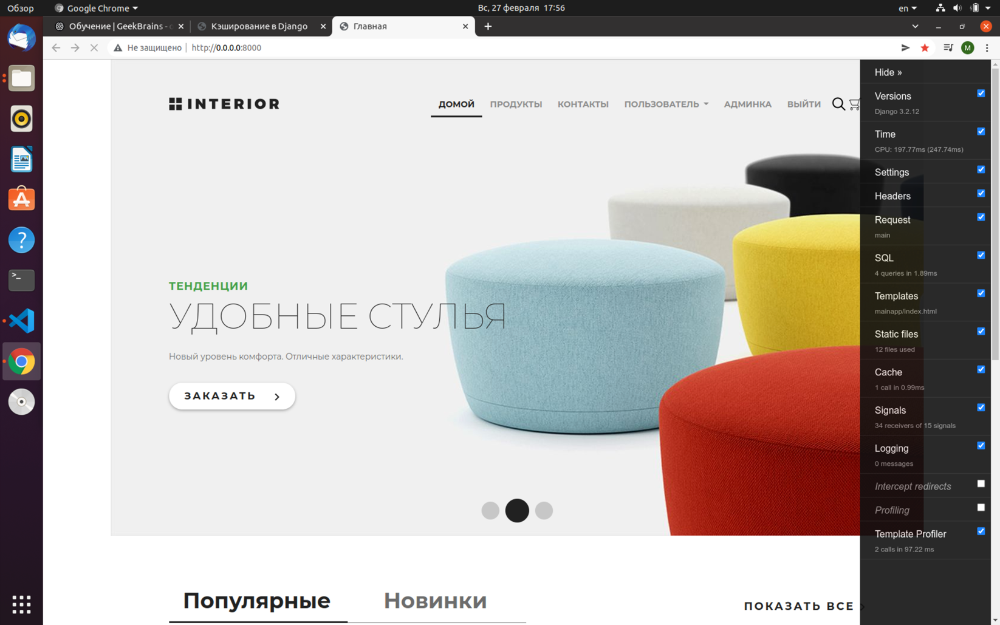 Обзор
Google Chrome
Вс, 27 февраля 17:56
en
Обучение | GeekBrains -
Кэширование в Django
Главная
Не защищено
http://0.0.0.0:8000
M
INTERIOR
ДОМОЙ
ПРОДУКТЫ
КОНТАКТЫ
ПОЛЬЗОВАТЕЛЬ
АДМИНКА
ВЫЙТИ
ТЕНДЕНЦИИ
УДОБНЫЕ СТУЛЬЯ
Новый уровень комфорта. Отличные характеристики.
ЗАКАЗАТЬ
Популярные
Новинки
ПОКАЗАТЬ ВСЕ
Hide »
Versions
Django 3.2.12
Time
CPU: 197.77ms (247.74ms)
Settings
Headers
Request
main
SQL
4 queries in 1.89ms
Templates
mainapp/index.html
Static files
12 files used
Cache
1 call in 0.99ms
Signals
34 receivers of 15 signals
Logging
0 messages
Intercept redirects
Profiling
Template Profiler
2 calls in 97.22 ms